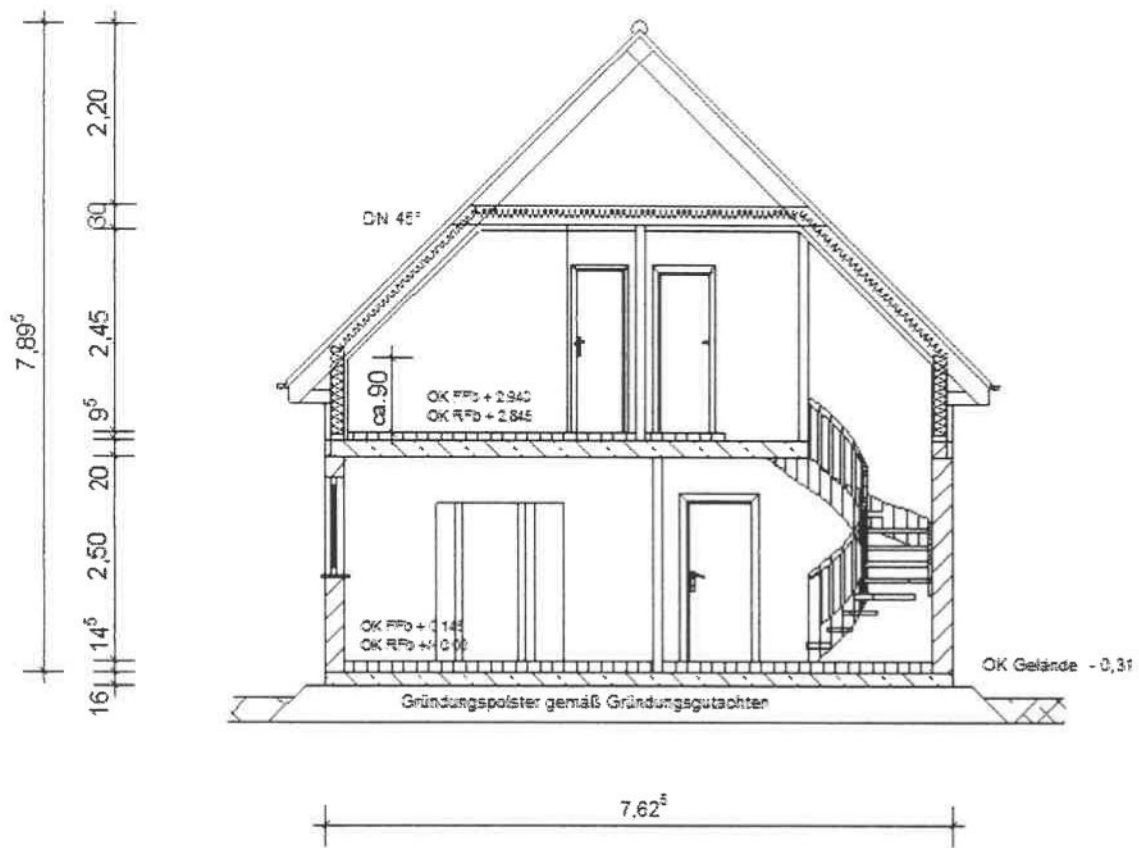 7,89⁵
2,20
30
2,45
9⁵
20
2,50
14⁵
16
DN 45°
ca.90
OK FFb + 2.940
OK RFb + 2.845
OK FFb + 0.145
OK RFb +/- 0.00
OK Gelände - 0,31
Gründungspolster gemäß Gründungsgutachten
7,62⁵